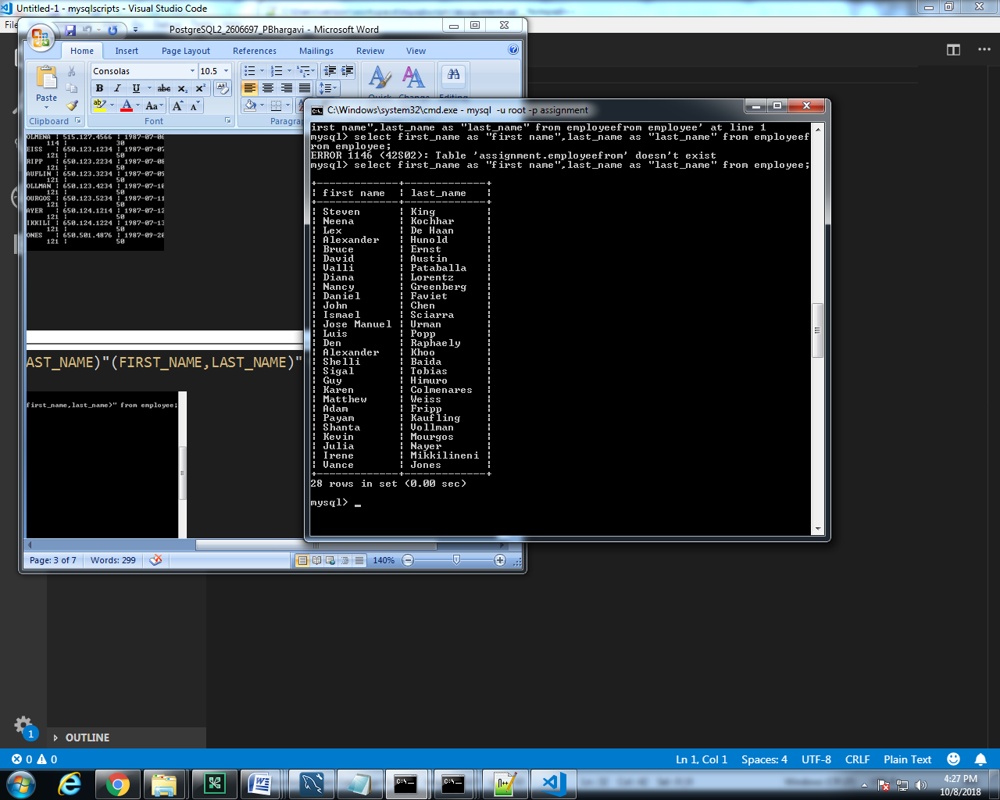 Untitled-1 - mysqlscripts - Visual Studio Code
PostgreSQL2_2606697_PBhargavi - Microsoft Word
Home Insert Page Layout References Mailings Review View
Consolas 10.5
Paste
Clipboard Font Paragr
OLMENA ¦ 515.127.4566 ¦ 1987-07-06
114 ¦ 30
EISS ¦ 650.123.1234 ¦ 1987-07-07
121 ¦ 50
RIPP ¦ 650.123.2234 ¦ 1987-07-08
121 ¦ 50
AUFLIN ¦ 650.123.3234 ¦ 1987-07-09
121 ¦ 50
OLLMAN ¦ 650.123.4234 ¦ 1987-07-10
121 ¦ 50
OURGOS ¦ 650.123.5234 ¦ 1987-07-11
121 ¦ 50
AYER ¦ 650.124.1214 ¦ 1987-07-12
121 ¦ 50
IKKILI ¦ 650.124.1224 ¦ 1987-07-13
121 ¦ 50
ONES ¦ 650.501.4876 ¦ 1987-09-20
121 ¦ 50
AST_NAME)"(FIRST_NAME,LAST_NAME)"
first_name,last_name)" from employee;
Page: 3 of 7 Words: 299 140%
C:\Windows\system32\cmd.exe - mysql -u root -p assignment
irst name",last_name as "last_name" from employeefrom employee' at line 1
mysql> select first_name as "first name",last_name as "last_name" from employeef
rom employee;
ERROR 1146 (42S02): Table 'assignment.employeefrom' doesn't exist
mysql> select first_name as "first name",last_name as "last_name" from employee;
+-------------+-------------+
¦ first name ¦ last_name ¦
+-------------+-------------+
¦ Steven ¦ King ¦
¦ Neena ¦ Kochhar ¦
¦ Lex ¦ De Haan ¦
¦ Alexander ¦ Hunold ¦
¦ Bruce ¦ Ernst ¦
¦ David ¦ Austin ¦
¦ Valli ¦ Pataballa ¦
¦ Diana ¦ Lorentz ¦
¦ Nancy ¦ Greenberg ¦
¦ Daniel ¦ Faviet ¦
¦ John ¦ Chen ¦
¦ Ismael ¦ Sciarra ¦
¦ Jose Manuel ¦ Urman ¦
¦ Luis ¦ Popp ¦
¦ Den ¦ Raphaely ¦
¦ Alexander ¦ Khoo ¦
¦ Shelli ¦ Baida ¦
¦ Sigal ¦ Tobias ¦
¦ Guy ¦ Himuro ¦
¦ Karen ¦ Colmenares ¦
¦ Matthew ¦ Weiss ¦
¦ Adam ¦ Fripp ¦
¦ Payam ¦ Kaufling ¦
¦ Shanta ¦ Vollman ¦
¦ Kevin ¦ Mourgos ¦
¦ Julia ¦ Nayer ¦
¦ Irene ¦ Mikkilineni ¦
¦ Vance ¦ Jones ¦
+-------------+-------------+
28 rows in set (0.00 sec)
mysql> _
1
OUTLINE
0 0 Ln 1, Col 1 Spaces: 4 UTF-8 CRLF Plain Text
4:27 PM
10/8/2018